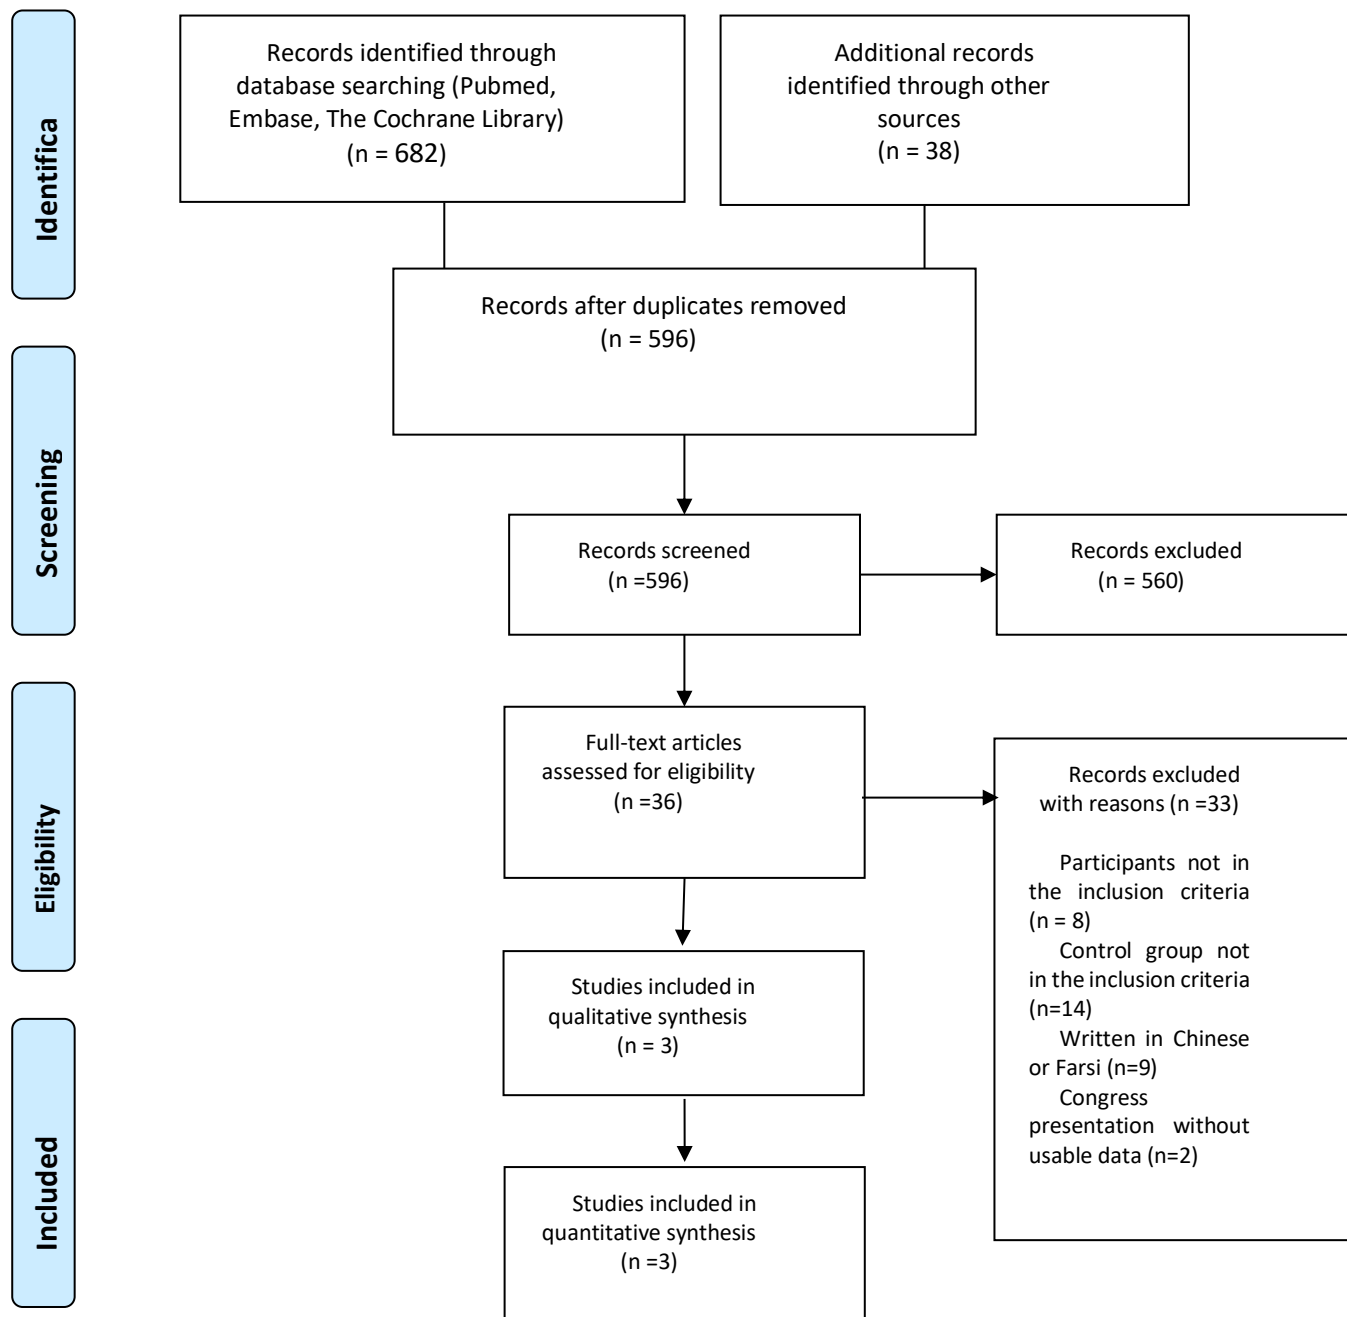 Identifica
Records identified through
database searching (Pubmed,
Embase, The Cochrane Library)
(n = 682)
Additional records
identified through other
sources
(n = 38)
Records after duplicates removed
(n = 596)
Screening
Records screened
(n =596)
Records excluded
(n = 560)
Eligibility
Full-text articles
assessed for eligibility
(n =36)
Records excluded
with reasons (n =33)
Participants not in
the inclusion criteria
(n = 8)
Control group not
in the inclusion criteria
(n=14)
Written in Chinese
or Farsi (n=9)
Congress
presentation without
usable data (n=2)
Studies included in
qualitative synthesis
(n = 3)
Included
Studies included in
quantitative synthesis
(n =3)